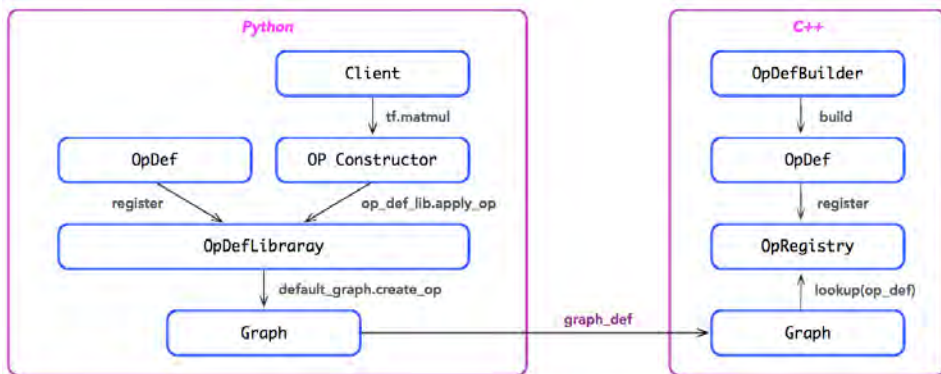 Python
Client
tf.matmul
OpDef
OP Constructor
register
op_def_lib.apply_op
OpDefLibraray
default_graph.create_op
Graph
graph_def
C++
OpDefBuilder
build
OpDef
register
OpRegistry
lookup(op_def)
Graph